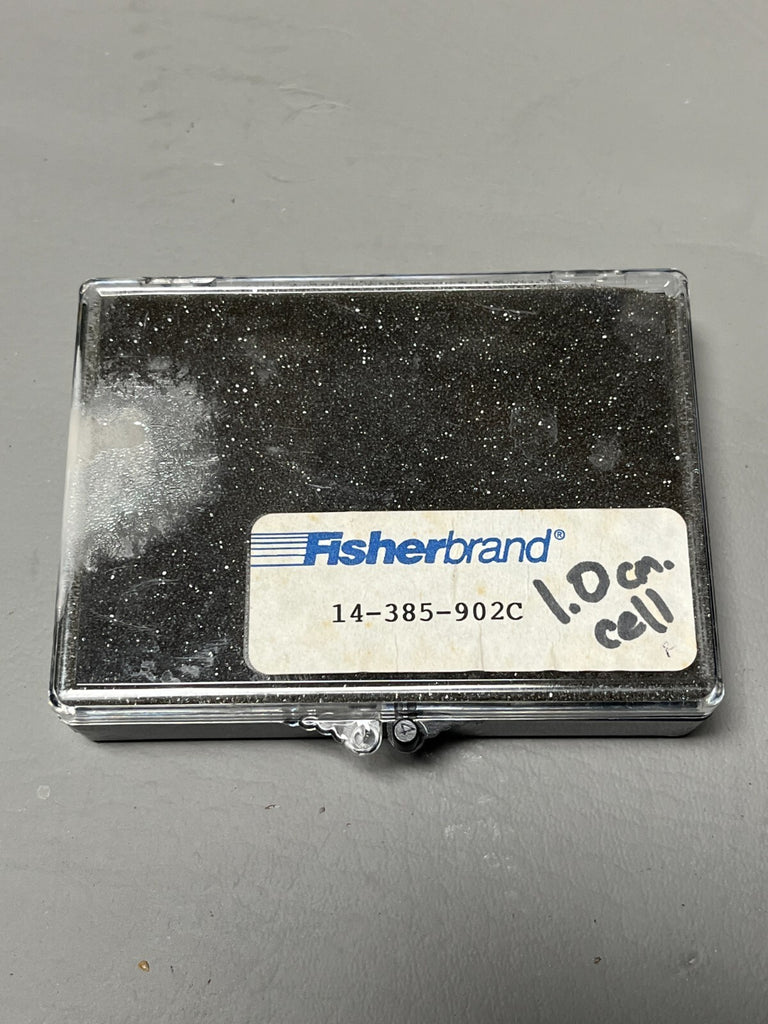 Fisherbrand®
14-385-902C
1.0 cm.
cell